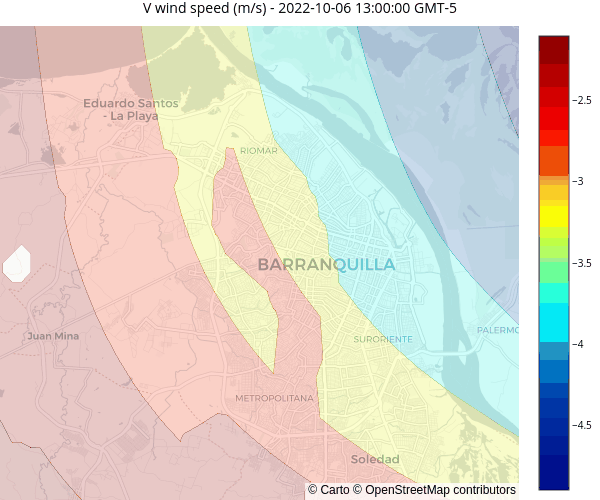 V wind speed (m/s) - 2022-10-06 13:00:00 GMT-5
Eduardo Santos
- La Playa
RIOMAR
BARRANQUILLA
Juan Mina
SURORIENTE
PALERMO
METROPOLITANA
Soledad
−2.5
−3
−3.5
−4
−4.5
© Carto © OpenStreetMap contributors